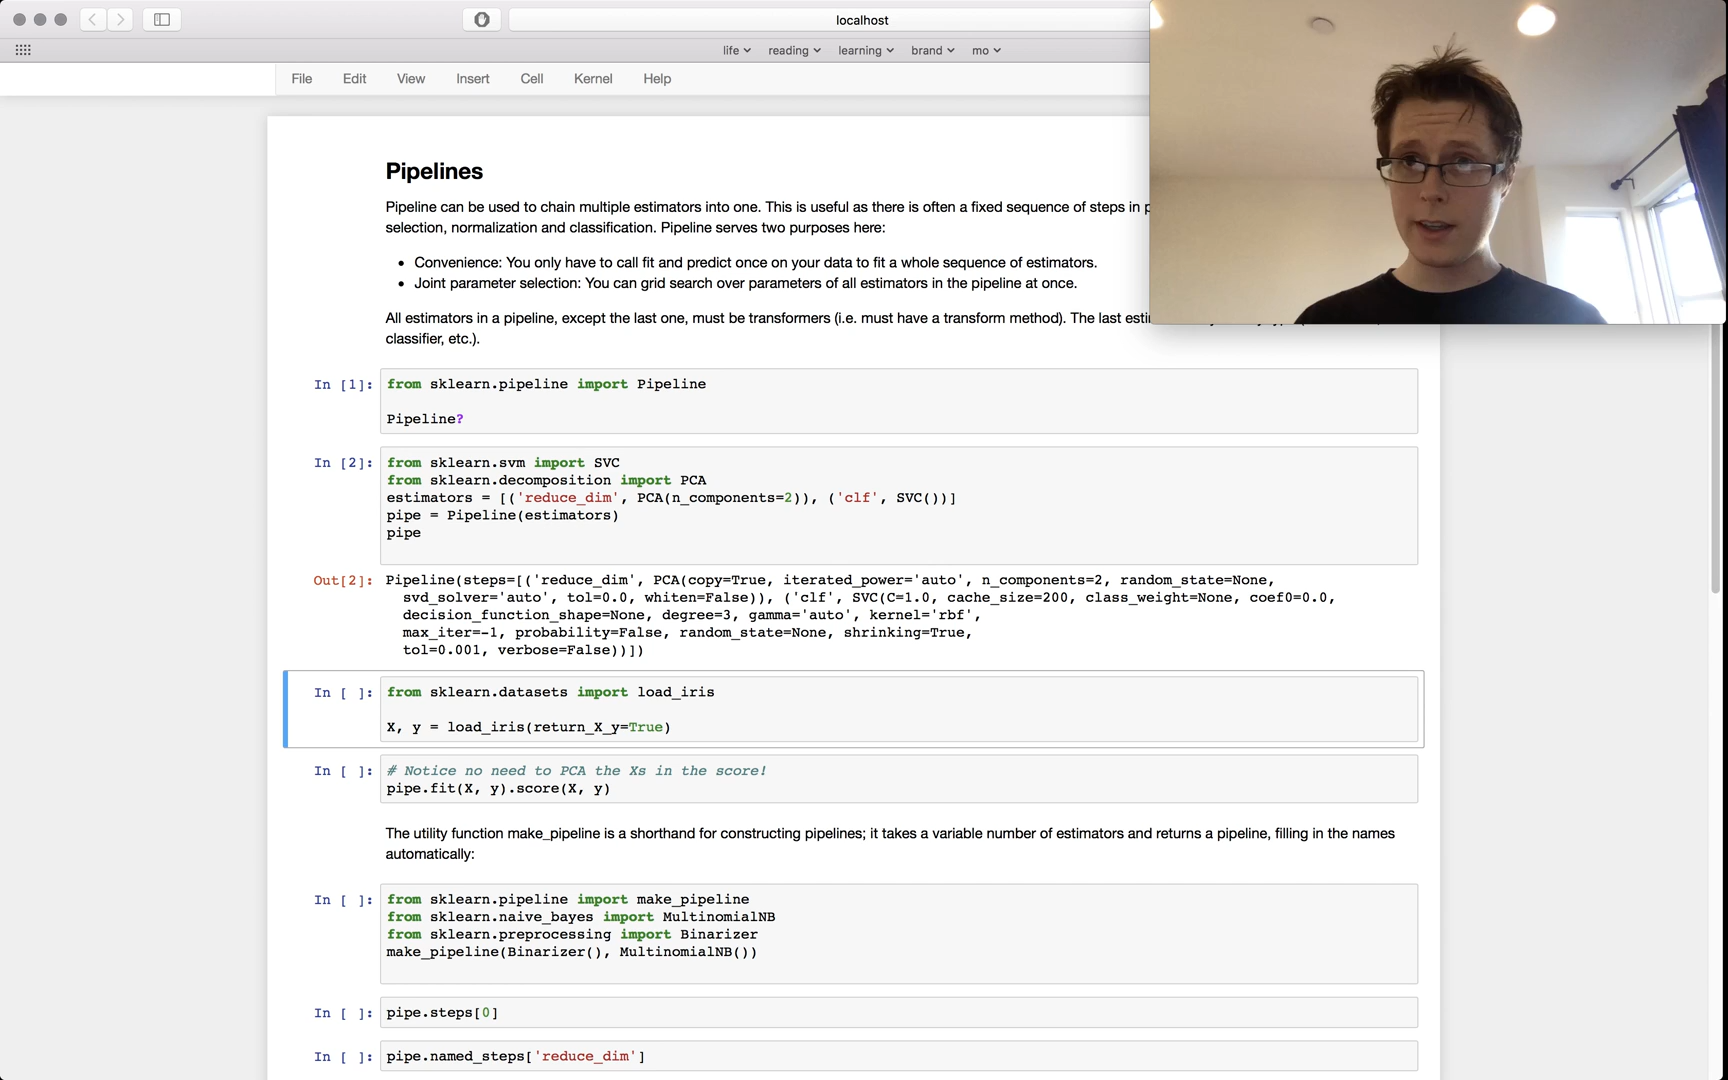 localhost
life reading learning brand mo
File Edit View Insert Cell Kernel Help
Pipelines
Pipeline can be used to chain multiple estimators into one. This is useful as there is often a fixed sequence of steps in
selection, normalization and classification. Pipeline serves two purposes here:
• Convenience: You only have to call fit and predict once on your data to fit a whole sequence of estimators.
• Joint parameter selection: You can grid search over parameters of all estimators in the pipeline at once.
All estimators in a pipeline, except the last one, must be transformers (i.e. must have a transform method). The last
classifier, etc.).
In [1]: from sklearn.pipeline import Pipeline
Pipeline?
In [2]: from sklearn.svm import SVC
from sklearn.decomposition import PCA
estimators = [('reduce_dim', PCA(n_components=2)), ('clf', SVC())]
pipe = Pipeline(estimators)
pipe
Out[2]: Pipeline(steps=[('reduce_dim', PCA(copy=True, iterated_power='auto', n_components=2, random_state=None,
svd_solver='auto', tol=0.0, whiten=False)), ('clf', SVC(C=1.0, cache_size=200, class_weight=None, coef0=0.0,
decision_function_shape=None, degree=3, gamma='auto', kernel='rbf',
max_iter=-1, probability=False, random_state=None, shrinking=True,
tol=0.001, verbose=False))])
In [ ]: from sklearn.datasets import load_iris
X, y = load_iris(return_X_y=True)
In [ ]: # Notice no need to PCA the Xs in the score!
pipe.fit(X, y).score(X, y)
The utility function make_pipeline is a shorthand for constructing pipelines; it takes a variable number of estimators and returns a pipeline, filling in the names
automatically:
In [ ]: from sklearn.pipeline import make_pipeline
from sklearn.naive_bayes import MultinomialNB
from sklearn.preprocessing import Binarizer
make_pipeline(Binarizer(), MultinomialNB())
In [ ]: pipe.steps[0]
In [ ]: pipe.named_steps['reduce_dim']